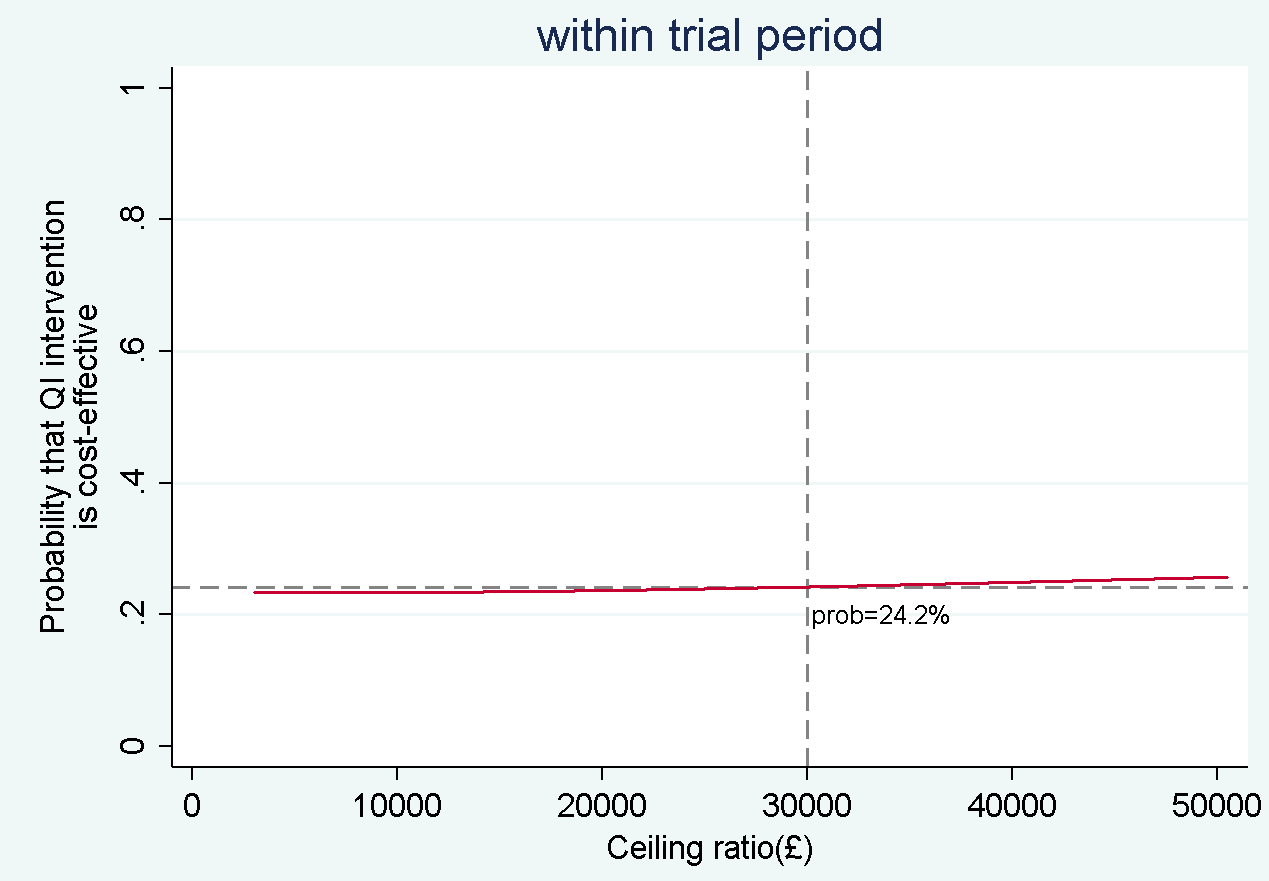 within trial period
Probability that QI intervention
is cost-effective
1
.8
.6
.4
.2
0
prob=24.2%
0 10000 20000 30000 40000 50000
Ceiling ratio(£)